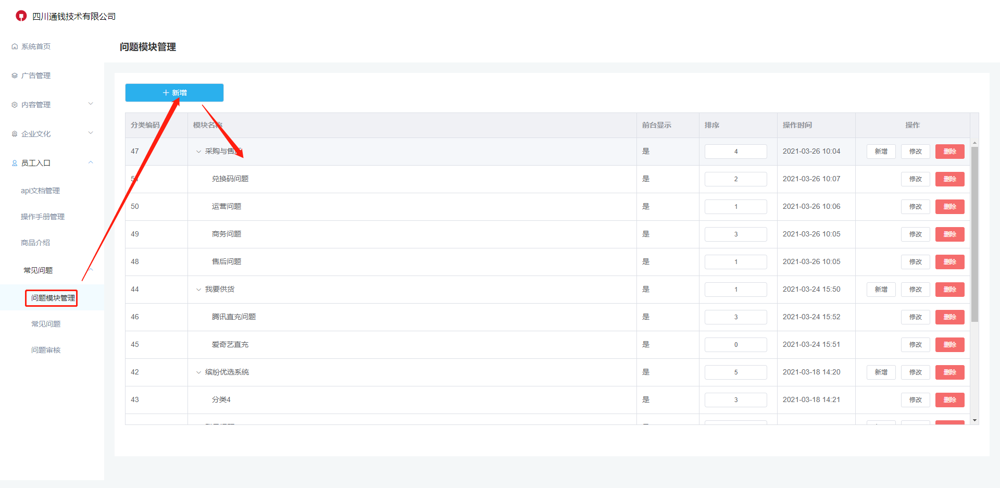 四川通钱技术有限公司
系统首页
广告管理
内容管理
企业文化
员工入口
api文档管理
操作手册管理
商品介绍
常见问题
问题模块管理
常见问题
问题审核
问题模块管理
新增
分类编码 模块名称 前台显示 排序 操作时间 操作
47 采购与售 是 4 2021-03-26 10:04 新增 修改 删除
兑换码问题 是 2 2021-03-26 10:07 修改 删除
50 运营问题 是 1 2021-03-26 10:06 修改 删除
49 商务问题 是 3 2021-03-26 10:05 修改 删除
48 售后问题 是 1 2021-03-26 10:05 修改 删除
44 我要供货 是 1 2021-03-24 15:50 新增 修改 删除
46 腾讯直充问题 是 3 2021-03-24 15:52 修改 删除
45 爱奇艺直充 是 0 2021-03-24 15:51 修改 删除
42 缤纷优选系统 是 5 2021-03-18 14:20 新增 修改 删除
43 分类4 是 3 2021-03-18 14:21 修改 删除